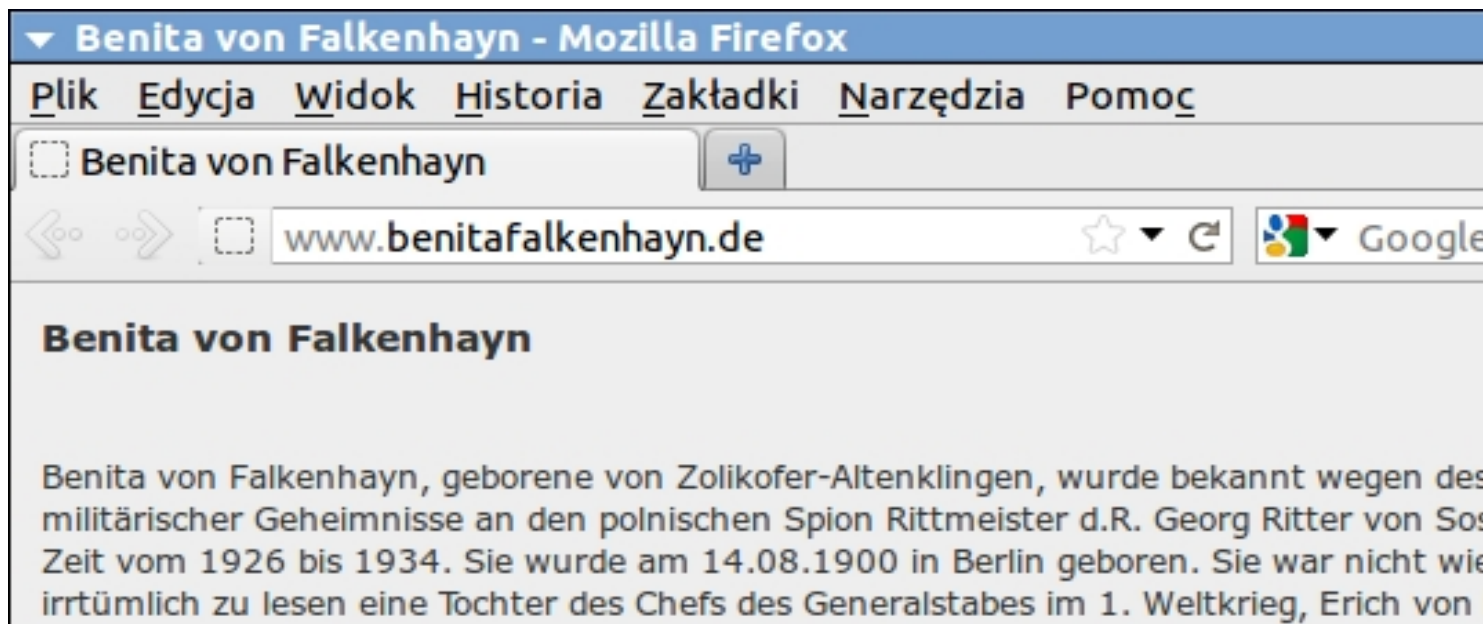 Benita von Falkenhayn - Mozilla Firefox
Plik Edycja Widok Historia Zakładki Narzędzia Pomoc
Benita von Falkenhayn
www.benitafalkenhayn.de Google
Benita von Falkenhayn
Benita von Falkenhayn, geborene von Zolikofer-Altenklingen, wurde bekannt wegen des
militärischer Geheimnisse an den polnischen Spion Rittmeister d.R. Georg Ritter von Sos
Zeit vom 1926 bis 1934. Sie wurde am 14.08.1900 in Berlin geboren. Sie war nicht wie
irrtümlich zu lesen eine Tochter des Chefs des Generalstabes im 1. Weltkrieg, Erich von